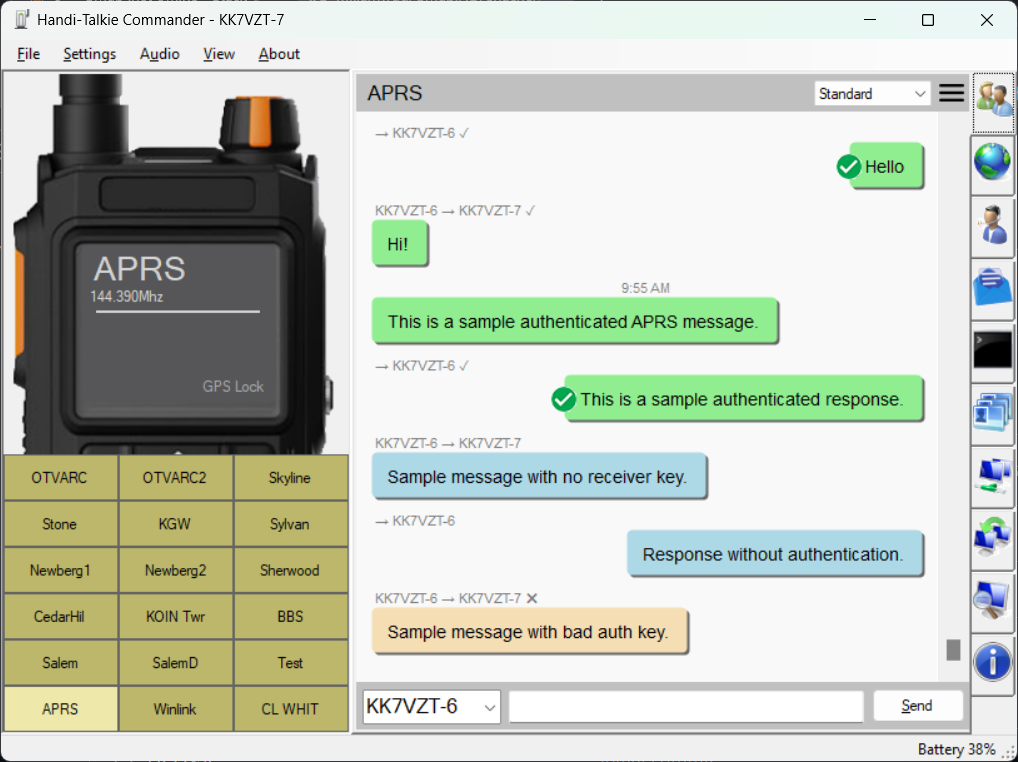 Handi-Talkie Commander - KK7VZT-7
File Settings Audio View About
APRS
144.390Mhz
GPS Lock
OTVARC OTVARC2 Skyline
Stone KGW Sylvan
Newberg1 Newberg2 Sherwood
CedarHil KOIN Twr BBS
Salem SalemD Test
APRS Winlink CL WHIT
APRS Standard
→ KK7VZT-6 ✓
Hello
KK7VZT-6 → KK7VZT-7 ✓
Hi!
9:55 AM
This is a sample authenticated APRS message.
→ KK7VZT-6 ✓
This is a sample authenticated response.
KK7VZT-6 → KK7VZT-7
Sample message with no receiver key.
→ KK7VZT-6
Response without authentication.
KK7VZT-6 → KK7VZT-7 ✕
Sample message with bad auth key.
KK7VZT-6 Send
Battery 38%